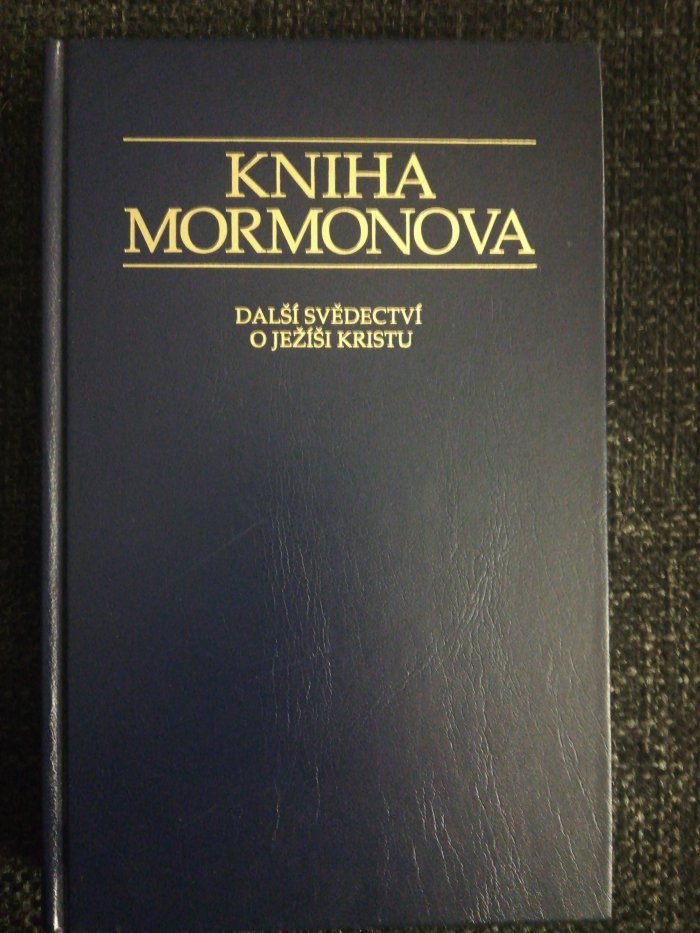 KNIHA
MORMONOVA
DALŠÍ SVĚDECTVÍ
O JEŽÍŠI KRISTU